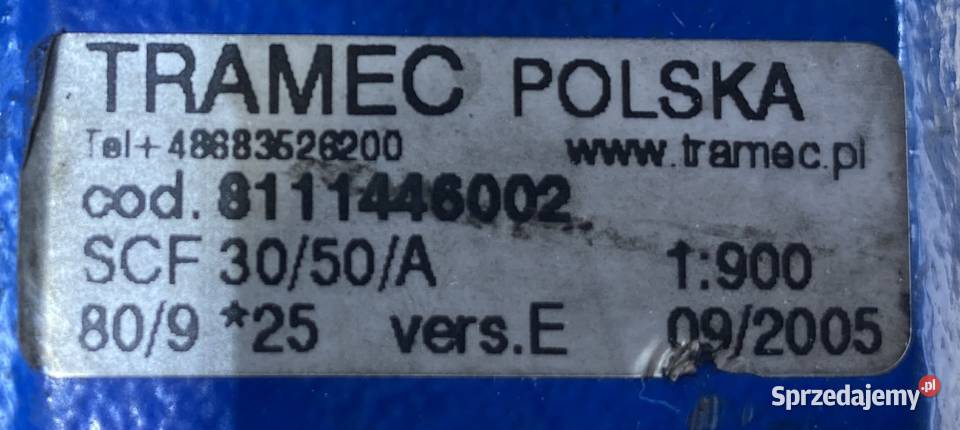 TRAMEC POLSKA
Tel+48683526200 www.tramec.pl
cod. 8111446002
SCF 30/50/A 1:900
80/9 *25 vers.E 09/2005
Sprzedajemy.pl